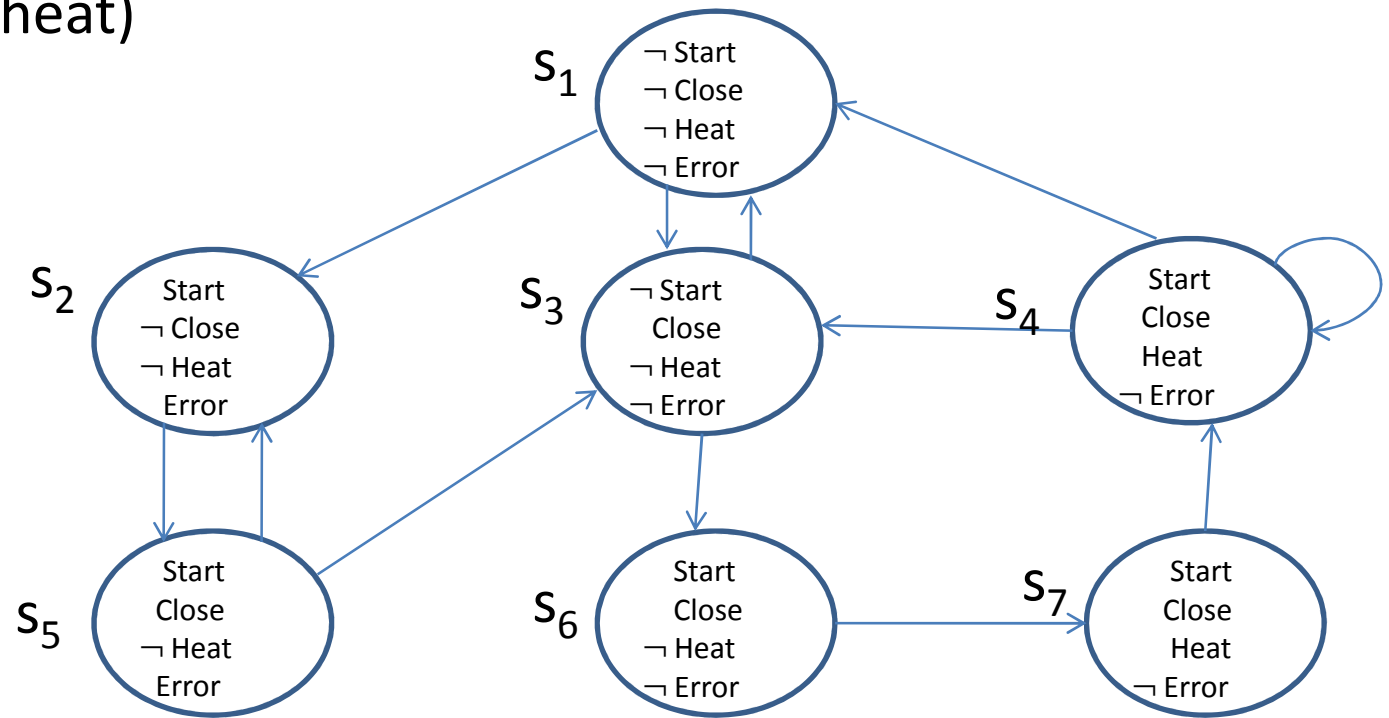 heat)
s1
¬ Start
¬ Close
¬ Heat
¬ Error
s2
Start
¬ Close
¬ Heat
Error
s3
¬ Start
Close
¬ Heat
¬ Error
s4
Start
Close
Heat
¬ Error
s5
Start
Close
¬ Heat
Error
s6
Start
Close
¬ Heat
¬ Error
s7
Start
Close
Heat
¬ Error